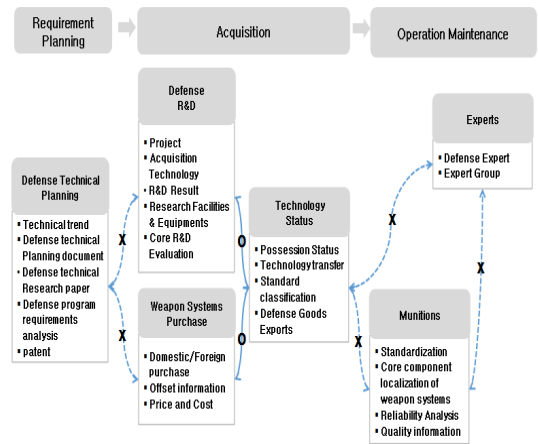 Requirement
Planning
Acquisition
Operation Maintenance
Defense
R&D
▪ Project
▪ Acquisition
Technology
▪ R&D Result
▪ Research Facilities
& Equipments
▪ Core R&D
Evaluation
Experts
▪ Defense Expert
▪ Expert Group
Defense Technical
Planning
▪ Technical trend
▪ Defense technical
Planning document
▪ Defense technical
Research paper
▪ Defense program
requirements
analysis
▪ patent
X
X
Technology
Status
▪ Possession Status
▪ Technology transfer
▪ Standard
classification
▪ Defense Goods
Exports
O
O
Weapon Systems
Purchase
▪ Domestic/Foreign
purchase
▪ Offset information
▪ Price and Cost
X
X
X
Munitions
▪ Standardization
▪ Core component
localization of
weapon systems
▪ Reliability Analysis
▪ Quality information